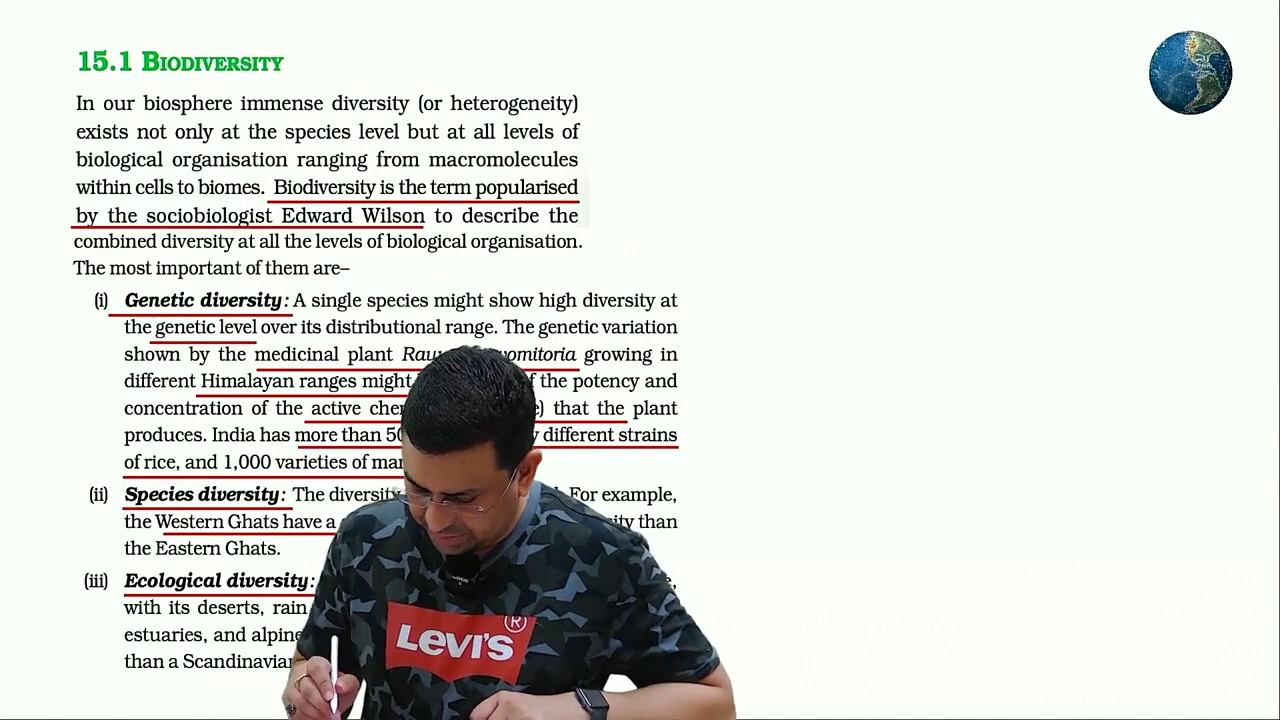 15.1 BIODIVERSITY
In our biosphere immense diversity (or heterogeneity)
exists not only at the species level but at all levels of
biological organisation ranging from macromolecules
within cells to biomes. Biodiversity is the term popularised
by the sociobiologist Edward Wilson to describe the
combined diversity at all the levels of biological organisation.
The most important of them are–
(i) Genetic diversity: A single species might show high diversity at
the genetic level over its distributional range. The genetic variation
shown by the medicinal plant growing in
different Himalayan ranges might the potency and
concentration of the active that the plant
produces. India has more than different strains
of rice, and 1,000 varieties of
(ii) Species diversity: The diversity For example,
the Western Ghats have a than
the Eastern Ghats.
(iii) Ecological diversity:
with its deserts, rain
estuaries, and alpine
than a
LEVI'S
®